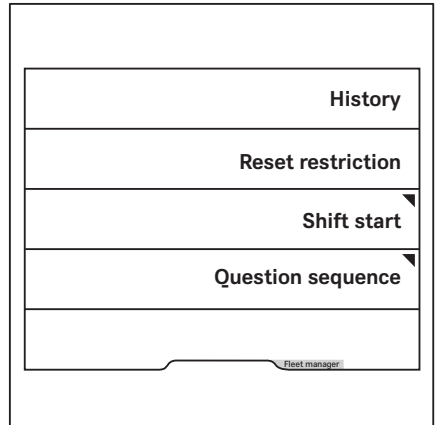 History
Reset restriction
Shift start
Question sequence
Fleet manager